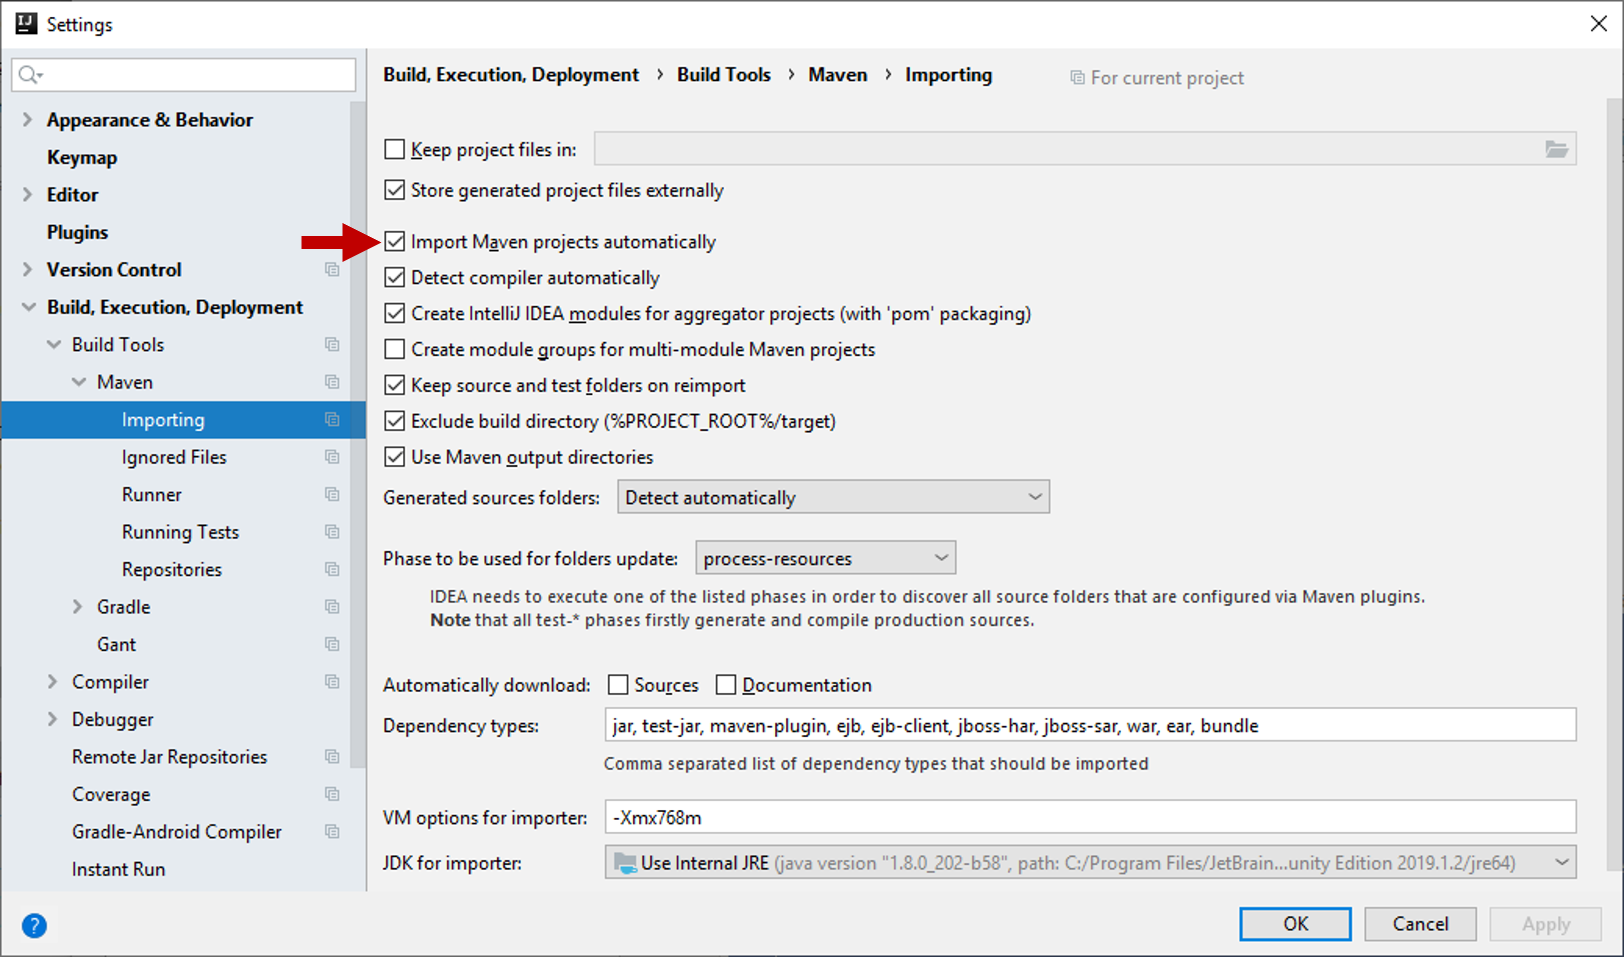 Settings
Build, Execution, Deployment › Build Tools › Maven › Importing
For current project
Appearance & Behavior
Keymap
Editor
Plugins
Version Control
Build, Execution, Deployment
Build Tools
Maven
Importing
Ignored Files
Runner
Running Tests
Repositories
Gradle
Gant
Compiler
Debugger
Remote Jar Repositories
Coverage
Gradle-Android Compiler
Instant Run
Keep project files in:
Store generated project files externally
Import Maven projects automatically
Detect compiler automatically
Create IntelliJ IDEA modules for aggregator projects (with 'pom' packaging)
Create module groups for multi-module Maven projects
Keep source and test folders on reimport
Exclude build directory (%PROJECT_ROOT%/target)
Use Maven output directories
Generated sources folders: Detect automatically
Phase to be used for folders update: process-resources
IDEA needs to execute one of the listed phases in order to discover all source folders that are configured via Maven plugins.
Note that all test-* phases firstly generate and compile production sources.
Automatically download: Sources Documentation
Dependency types: jar, test-jar, maven-plugin, ejb, ejb-client, jboss-har, jboss-sar, war, ear, bundle
Comma separated list of dependency types that should be imported
VM options for importer: -Xmx768m
JDK for importer: Use Internal JRE (java version "1.8.0_202-b58", path: C:/Program Files/JetBrain...unity Edition 2019.1.2/jre64)
? OK Cancel Apply